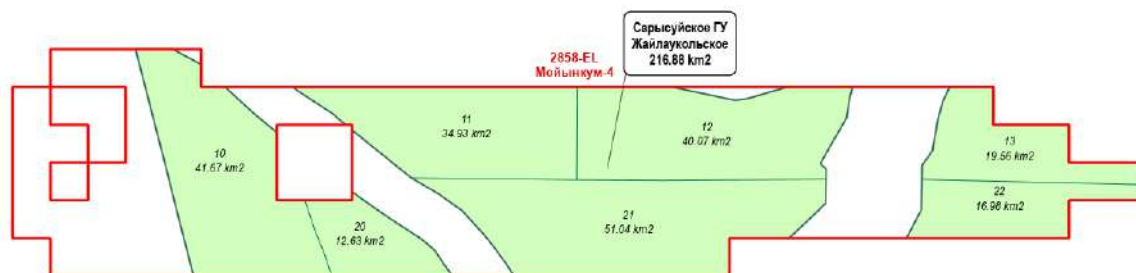 Сарысуйское ГУ
Жайлаукольское
216.88 km2
2858-EL
Мойынкум-4
11
34.93 km2
12
40.07 km2
13
19.56 km2
10
41.67 km2
22
16.98 km2
21
51.04 km2
20
12.63 km2